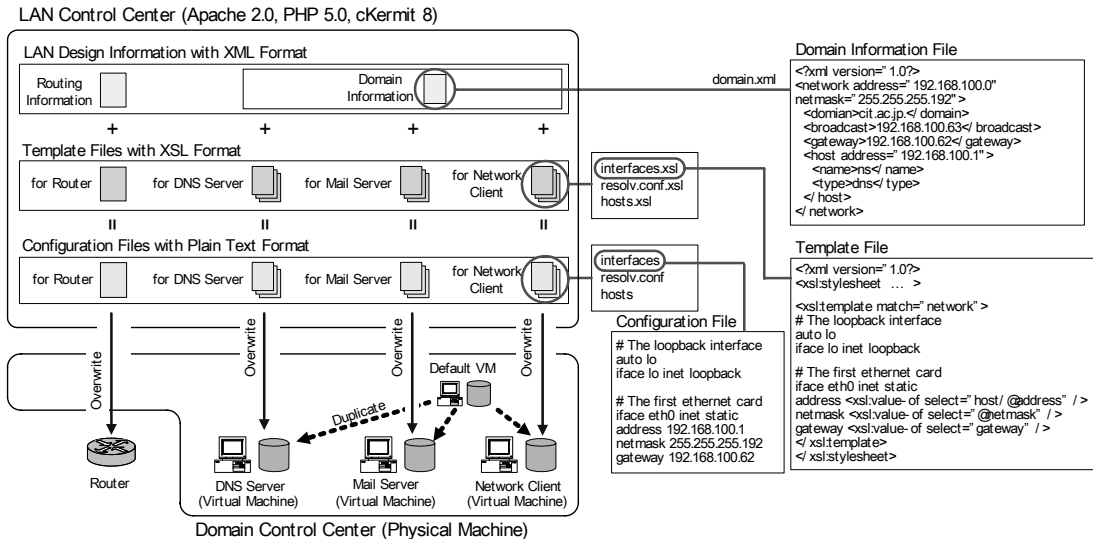 LAN Control Center (Apache 2.0, PHP 5.0, cKermit 8)
LAN Design Information with XML Format
Routing
Information
Domain
Information
+ + + +
Template Files with XSL Format
for Router
for DNS Server
for Mail Server
for Network
Client
= = = =
Configuration Files with Plain Text Format
for Router
for DNS Server
for Mail Server
for Network
Client
Overwrite
Overwrite
Overwrite
Overwrite
Default VM
Duplicate
Router
DNS Server
(Virtual Machine)
Mail Server
(Virtual Machine)
Network Client
(Virtual Machine)
Domain Control Center (Physical Machine)
domain.xml
interfaces.xsl
resolv.conf.xsl
hosts.xsl
interfaces
resolv.conf
hosts
Configuration File
# The loopback interface
auto lo
iface lo inet loopback
# The first ethernet card
iface eth0 inet static
address 192.168.100.1
netmask 255.255.255.192
gateway 192.168.100.62
Domain Information File
<?xml version=" 1.0?>
<network address=" 192.168.100.0"
netmask=" 255.255.255.192" >
<domian>cit.ac.jp.</ domain>
<broadcast>192.168.100.63</ broadcast>
<gateway>192.168.100.62</ gateway>
<host address=" 192.168.100.1" >
<name>ns</ name>
<type>dns</ type>
</ host>
</ network>
Template File
<?xml version=" 1.0?>
<xsl:stylesheet ... >
<xsl:template match=" network" >
# The loopback interface
auto lo
iface lo inet loopback
# The first ethernet card
iface eth0 inet static
address <xsl:value- of select=" host/ @address" / >
netmask <xsl:value- of select=" @netmask" / >
gateway <xsl:value- of select=" gateway" / >
</ xsl:template>
</ xsl:stylesheet>